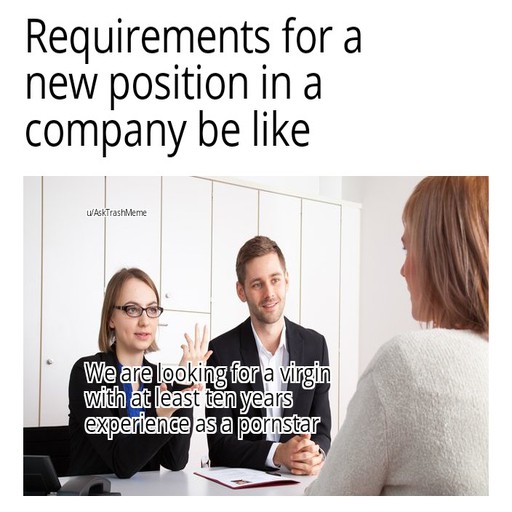 Requirements for a
new position in a
company be like
u/AskTrashMeme
We are looking for a virgin
with at least ten years
experience as a pornstar